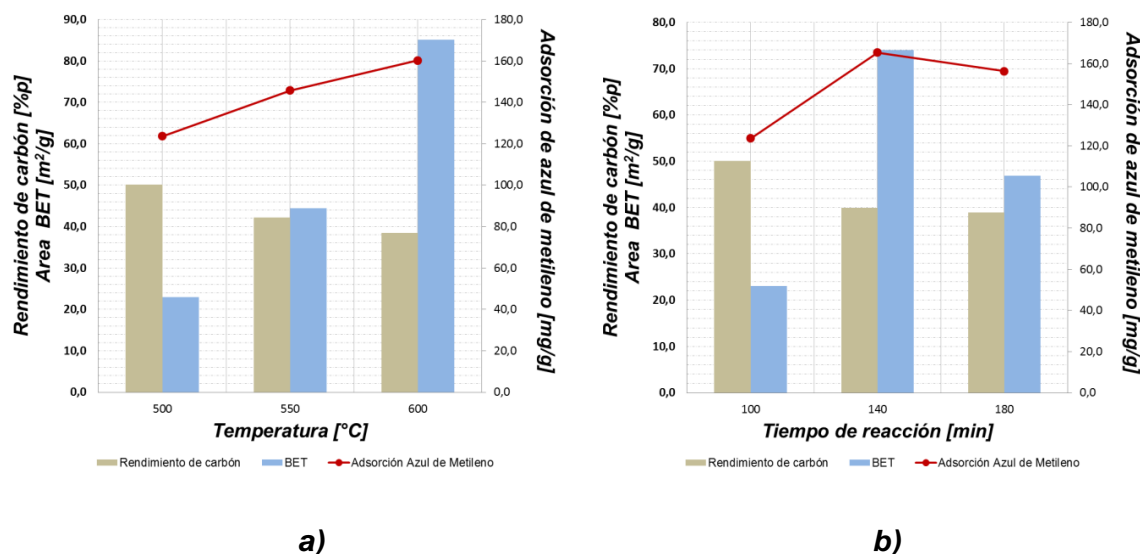 Rendimiento de carbón [%p]
Area BET [m²/g]
90,0
80,0
70,0
60,0
50,0
40,0
30,0
20,0
10,0
0,0
180,0
160,0
140,0
120,0
100,0
80,0
60,0
40,0
20,0
0,0
Adsorción de azul
de metileno [mg/g]
500 550 600
Temperatura [°C]
Rendimiento de carbón BET Adsorción Azul de Metileno
a)
Rendimiento de carbón [%p]
Area BET [m²/g]
80,0
70,0
60,0
50,0
40,0
30,0
20,0
10,0
0,0
180,0
160,0
140,0
120,0
100,0
80,0
60,0
40,0
20,0
0,0
Adsorción de azul
de metileno [mg/g]
100 140 180
Tiempo de reacción [min]
Rendimiento de carbón BET Adsorción Azul de Metileno
b)